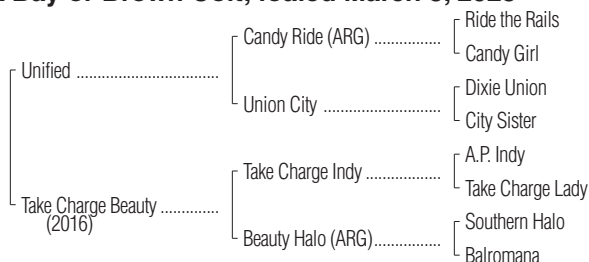 Bay or Brown Colt; foaled March
Ride the Rails
Candy Ride (ARG) ................
Candy Girl
Unified .................................
Dixie Union
Union City ...........................
City Sister
A.P. Indy
Take Charge Indy .................
Take Charge Lady
Take Charge Beauty .............
(2016)
Southern Halo
Beauty Halo (ARG)................
Balromana